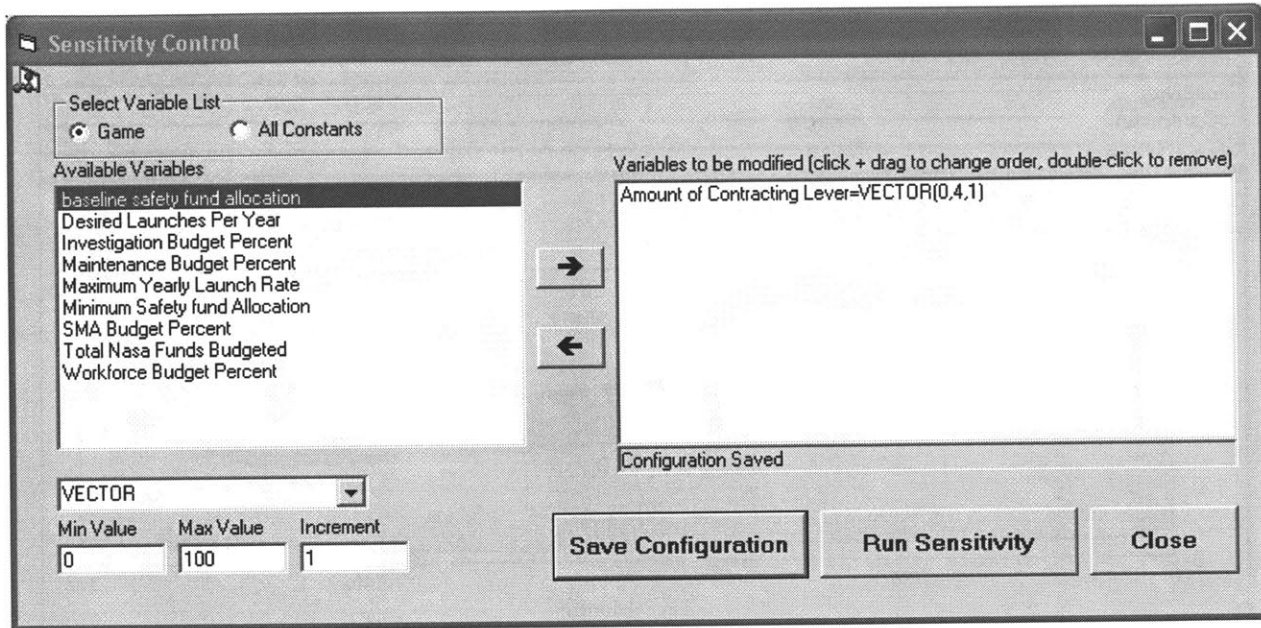 Sensitivity Control
Select Variable List
Game
All Constants
Available Variables
baseline safety fund allocation
Desired Launches Per Year
Investigation Budget Percent
Maintenance Budget Percent
Maximum Yearly Launch Rate
Minimum Safety fund Allocation
SMA Budget Percent
Total Nasa Funds Budgeted
Workforce Budget Percent
Variables to be modified (click + drag to change order, double-click to remove)
Amount of Contracting Lever=VECTOR(0,4,1)
Configuration Saved
VECTOR
Min Value Max Value Increment
0 100 1
Save Configuration Run Sensitivity Close